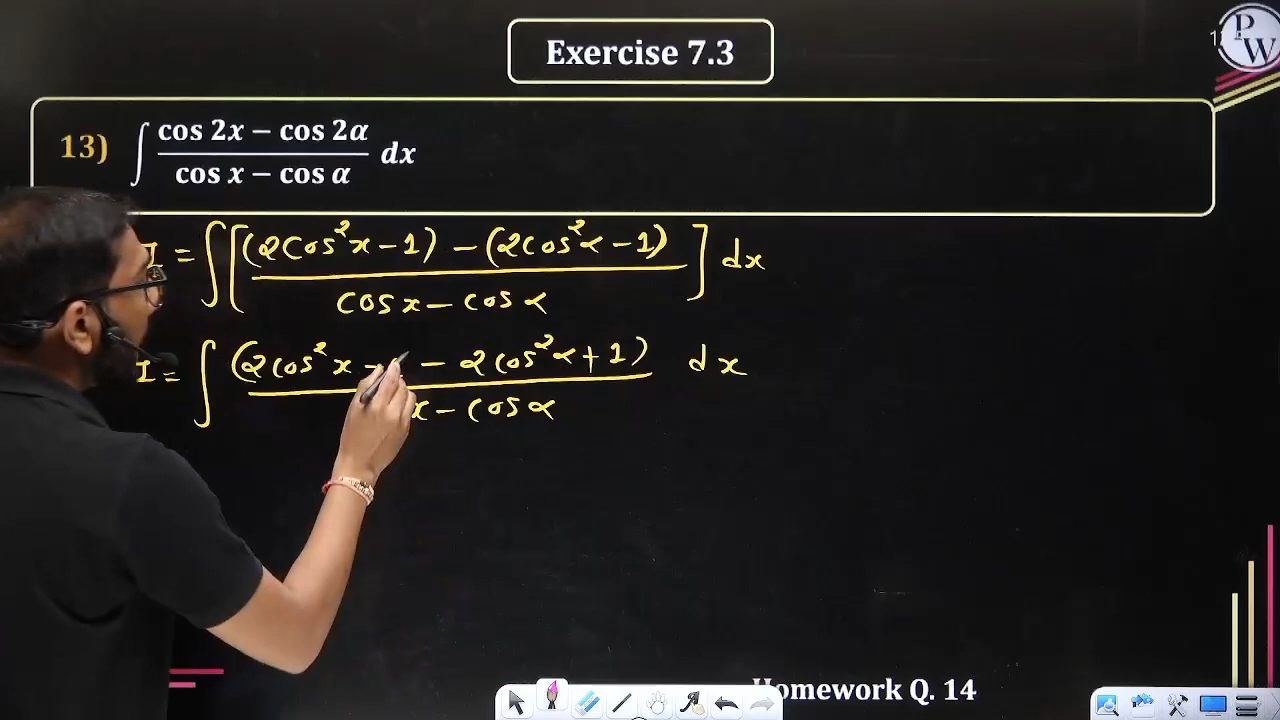 Exercise 7.3
PW
13) ∫ (cos 2x − cos 2α)/(cos x − cos α) dx
I = ∫ [((2cos²x − 1) − (2cos²α − 1))/(cos x − cos α)] dx
I = ∫ (2cos²x − − 2cos²α + 1)/(x − cos α) dx
Homework Q. 14